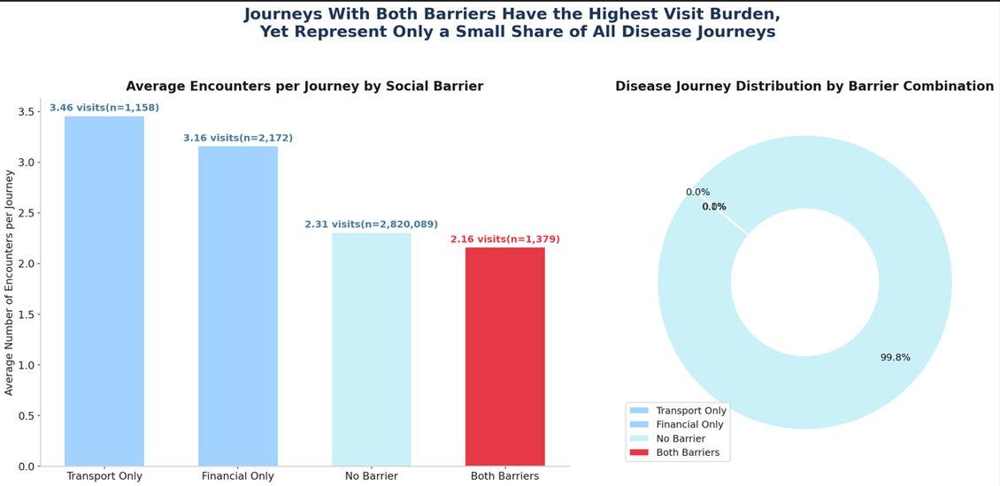 Journeys With Both Barriers Have the Highest Visit Burden,
Yet Represent Only a Small Share of All Disease Journeys
Average Encounters per Journey by Social Barrier
Average Number of Encounters per Journey
3.5
3.0
2.5
2.0
1.5
1.0
0.5
0.0
3.46 visits(n=1,158)
3.16 visits(n=2,172)
2.31 visits(n=2,820,089)
2.16 visits(n=1,379)
Transport Only
Financial Only
No Barrier
Both Barriers
Disease Journey Distribution by Barrier Combination
0.0%
99.8%
Transport Only
Financial Only
No Barrier
Both Barriers